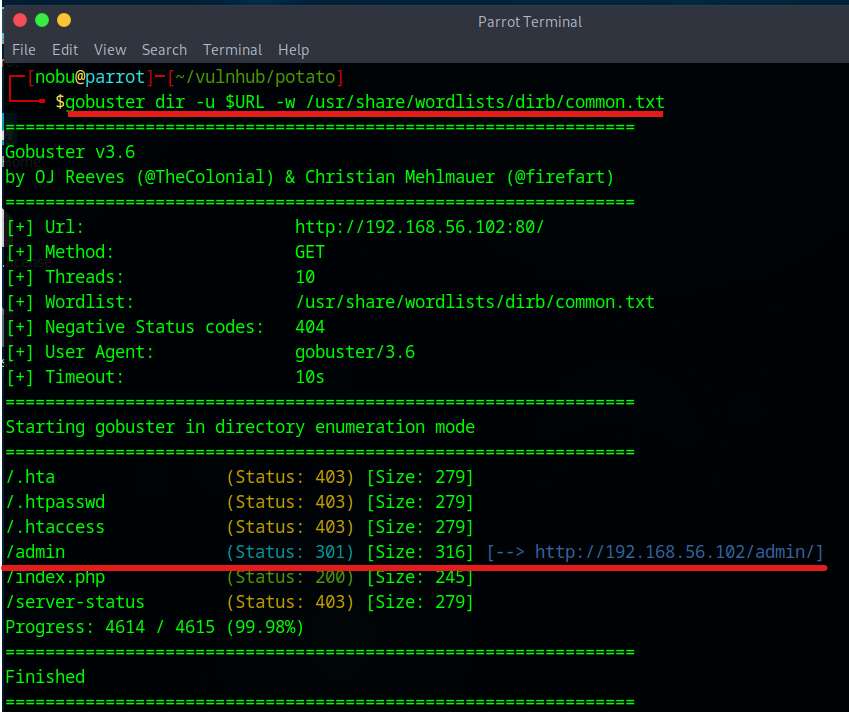 Parrot Terminal
File Edit View Search Terminal Help
┌─[nobu@parrot]─[~/vulnhub/potato]
└──╼ $gobuster dir -u $URL -w /usr/share/wordlists/dirb/common.txt
===============================================================
Gobuster v3.6
by OJ Reeves (@TheColonial) & Christian Mehlmauer (@firefart)
===============================================================
[+] Url:                     http://192.168.56.102:80/
[+] Method:                  GET
[+] Threads:                 10
[+] Wordlist:                /usr/share/wordlists/dirb/common.txt
[+] Negative Status codes:   404
[+] User Agent:              gobuster/3.6
[+] Timeout:                 10s
===============================================================
Starting gobuster in directory enumeration mode
===============================================================
/.hta                 (Status: 403) [Size: 279]
/.htpasswd            (Status: 403) [Size: 279]
/.htaccess            (Status: 403) [Size: 279]
/admin                (Status: 301) [Size: 316] [--> http://192.168.56.102/admin/]
/index.php            (Status: 200) [Size: 245]
/server-status        (Status: 403) [Size: 279]
Progress: 4614 / 4615 (99.98%)
===============================================================
Finished
===============================================================